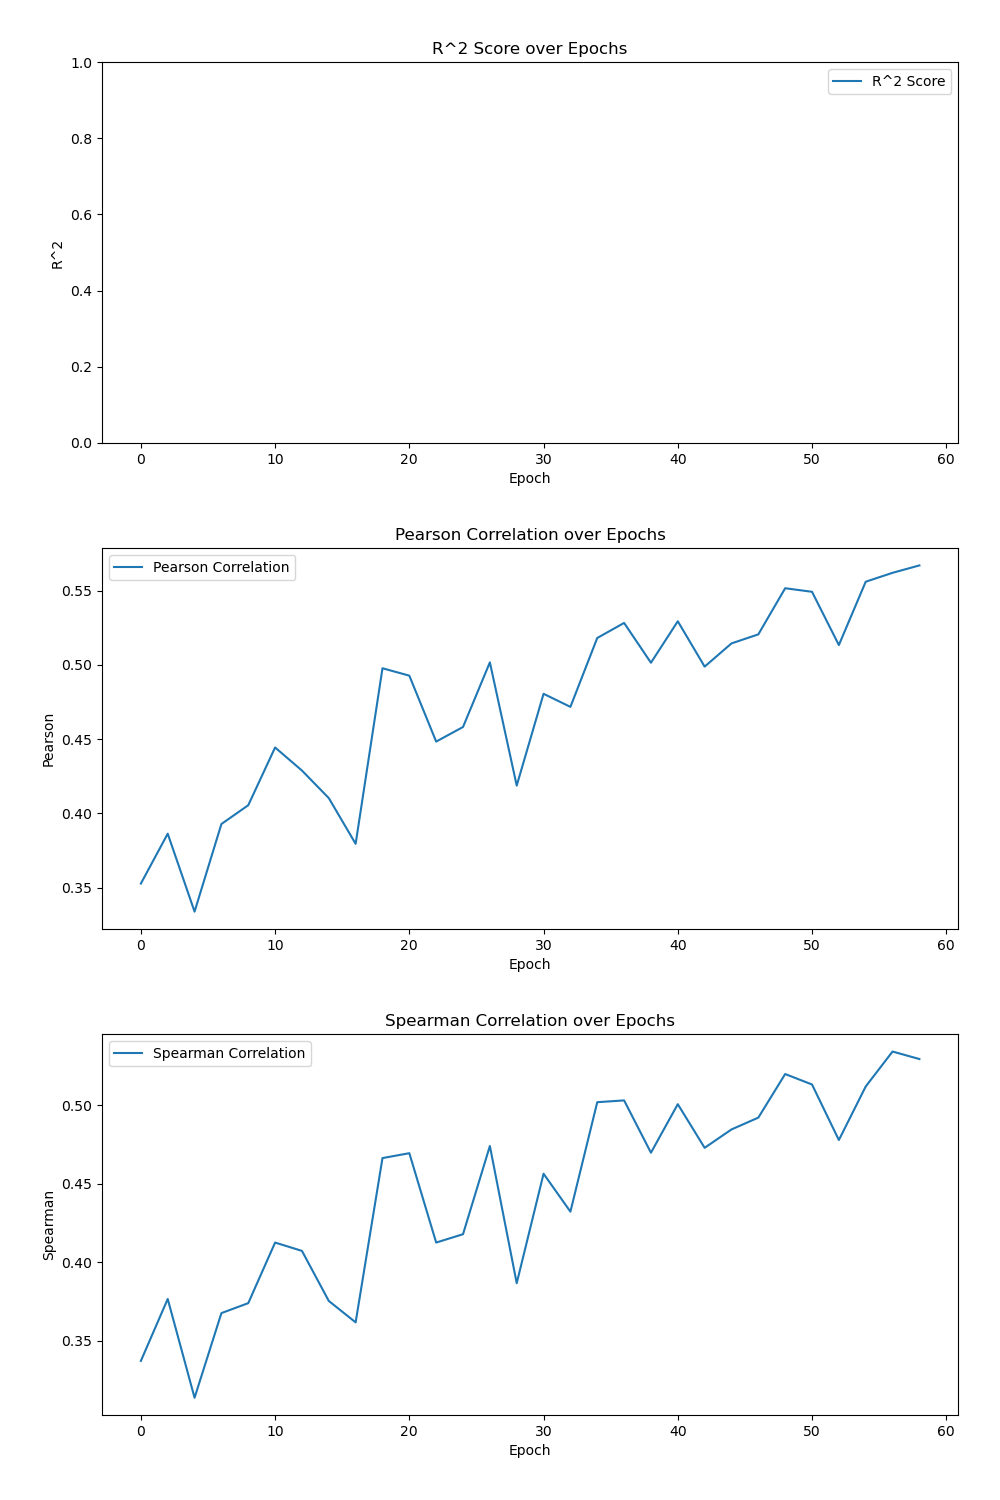 R^2 Score over Epochs
R^2 Score
1.0
0.8
0.6
0.4
0.2
0.0
R^2
0 10 20 30 40 50 60
Epoch
Pearson Correlation over Epochs
Pearson Correlation
0.55
0.50
0.45
0.40
0.35
Pearson
0 10 20 30 40 50 60
Epoch
Spearman Correlation over Epochs
Spearman Correlation
0.50
0.45
0.40
0.35
Spearman
0 10 20 30 40 50 60
Epoch